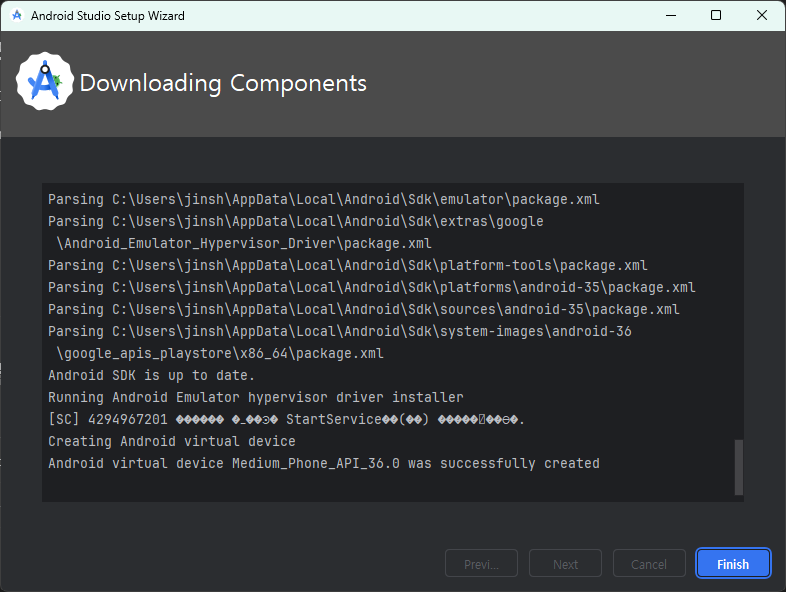 Android Studio Setup Wizard
Downloading Components
Parsing C:\Users\jinsh\AppData\Local\Android\Sdk\emulator\package.xml
Parsing C:\Users\jinsh\AppData\Local\Android\Sdk\extras\google
\Android_Emulator_Hypervisor_Driver\package.xml
Parsing C:\Users\jinsh\AppData\Local\Android\Sdk\platform-tools\package.xml
Parsing C:\Users\jinsh\AppData\Local\Android\Sdk\platforms\android-35\package.xml
Parsing C:\Users\jinsh\AppData\Local\Android\Sdk\sources\android-35\package.xml
Parsing C:\Users\jinsh\AppData\Local\Android\Sdk\system-images\android-36
\google_apis_playstore\x86_64\package.xml
Android SDK is up to date.
Running Android Emulator hypervisor driver installer
[SC] 4294967201 StartService
Creating Android virtual device
Android virtual device Medium_Phone_API_36.0 was successfully created
Previ... Next Cancel Finish